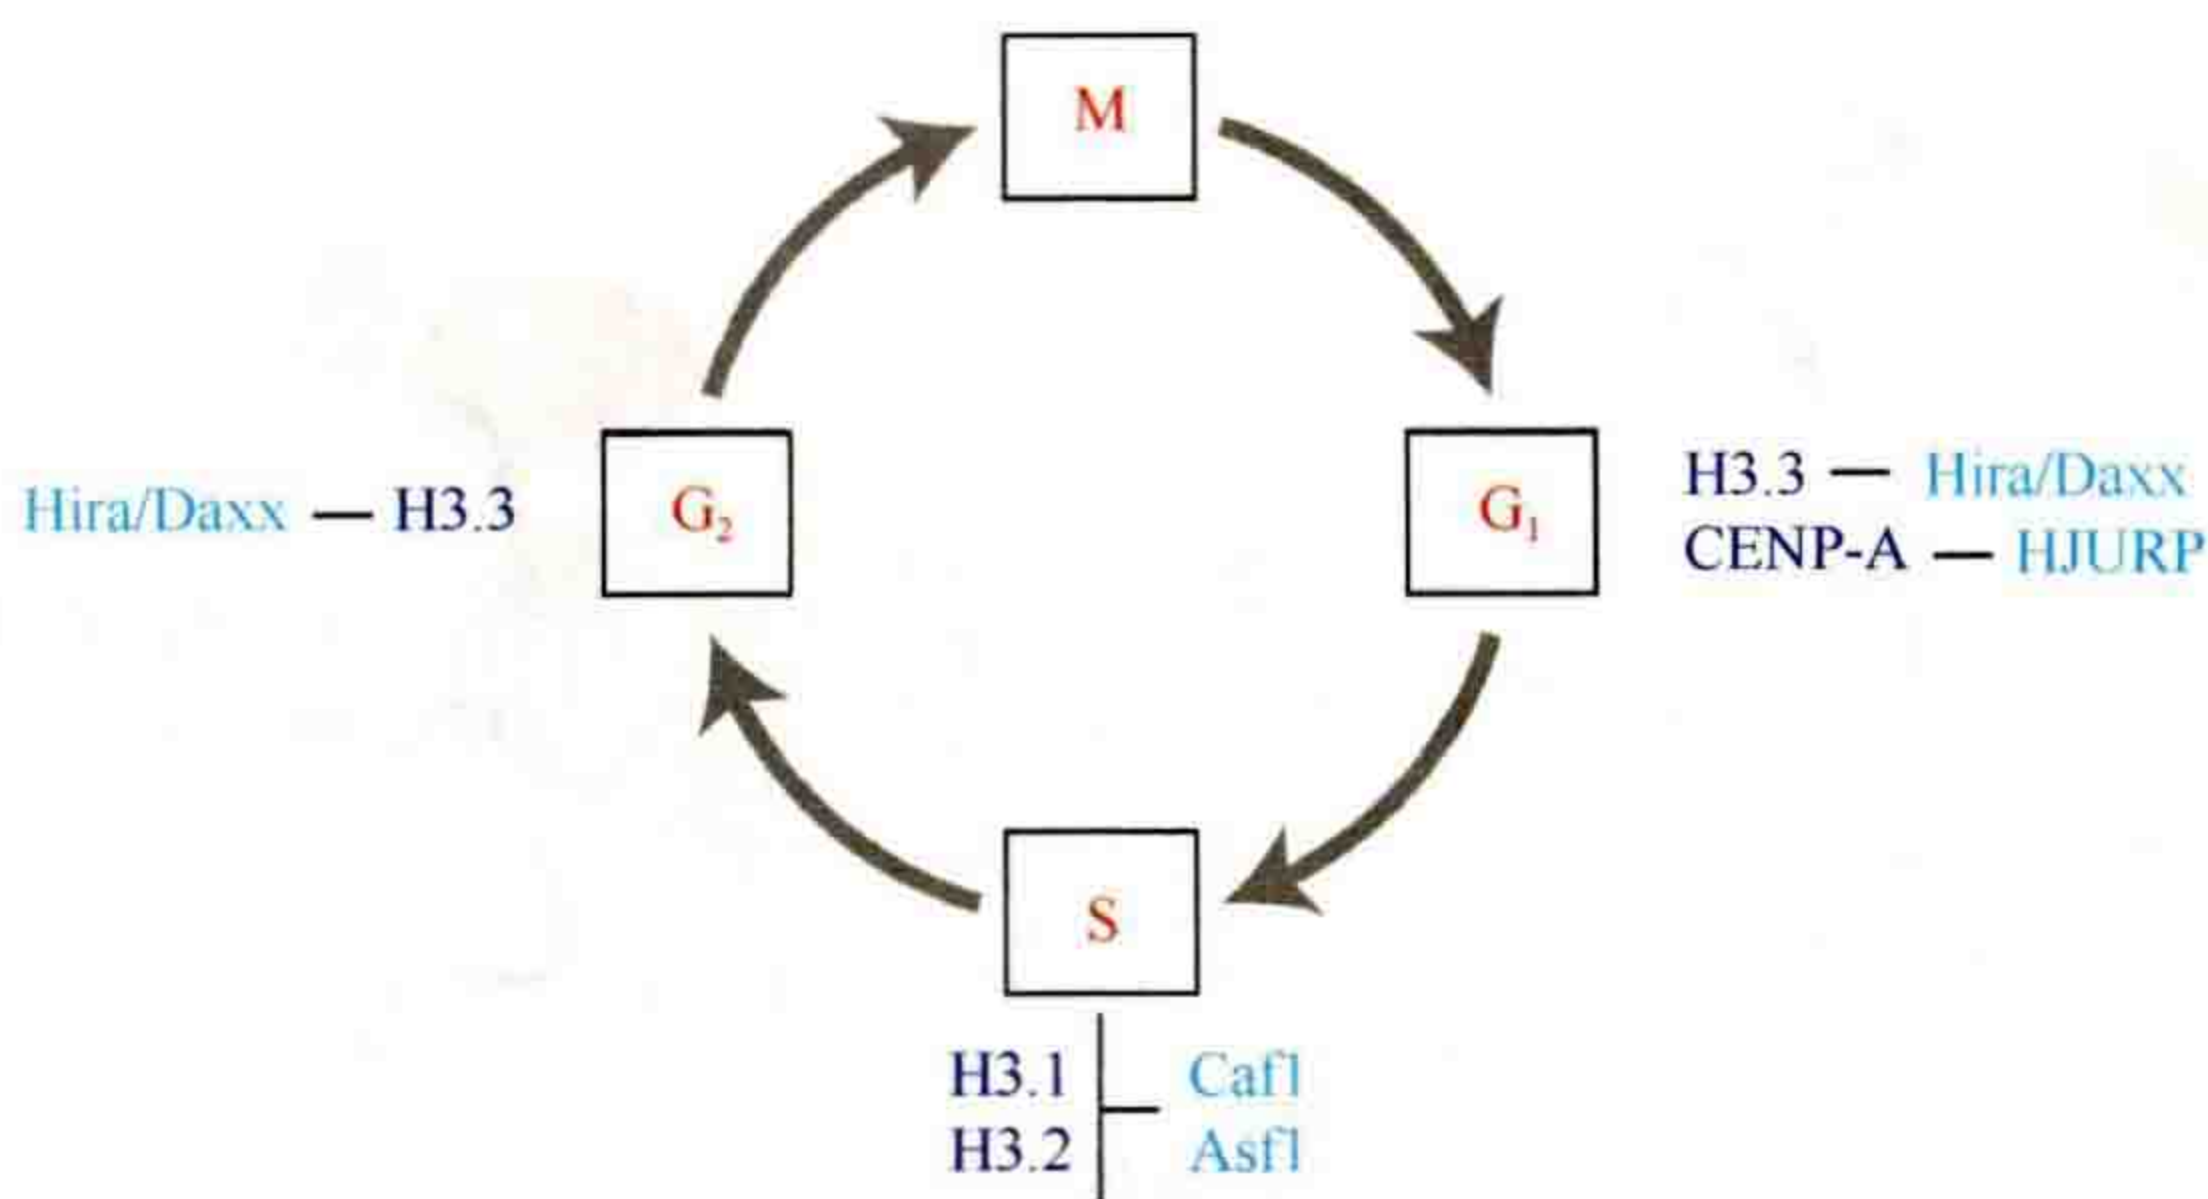 M
Hira/Daxx — H3.3
G₂
G₁
H3.3 — Hira/Daxx
CENP-A — HJURP
S
H3.1
H3.2
Caf1
Asf1